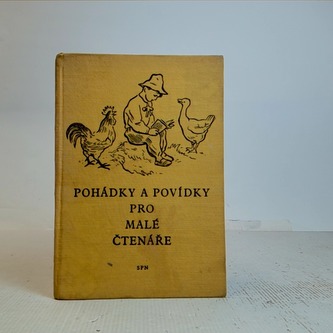 POHÁDKY A POVÍDKY
PRO
MALÉ
ČTENÁŘE
SPN